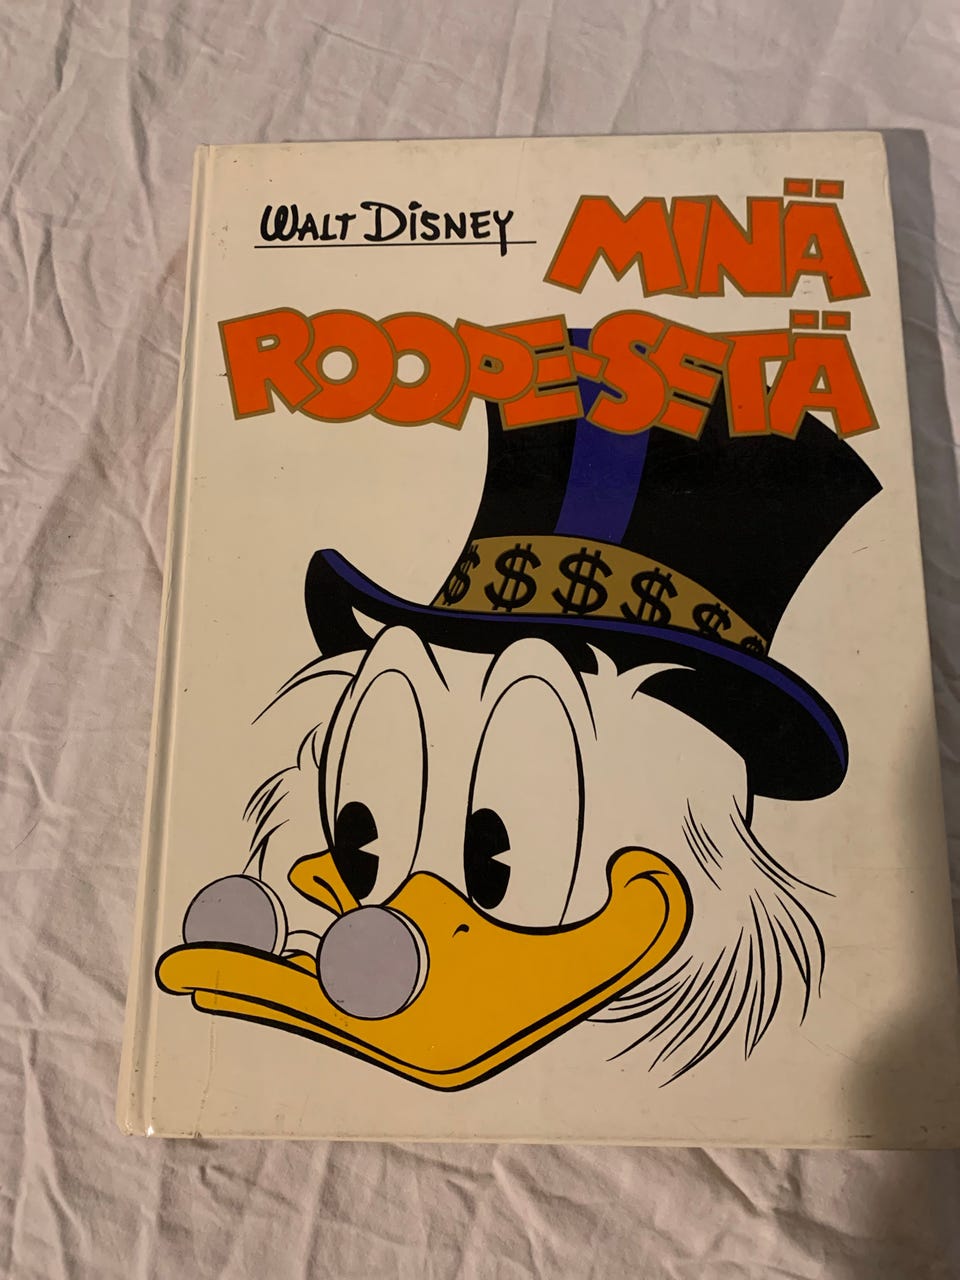 WALT DISNEY
MINÄ
ROOPE-SETÄ
$ $ $ $ $ $